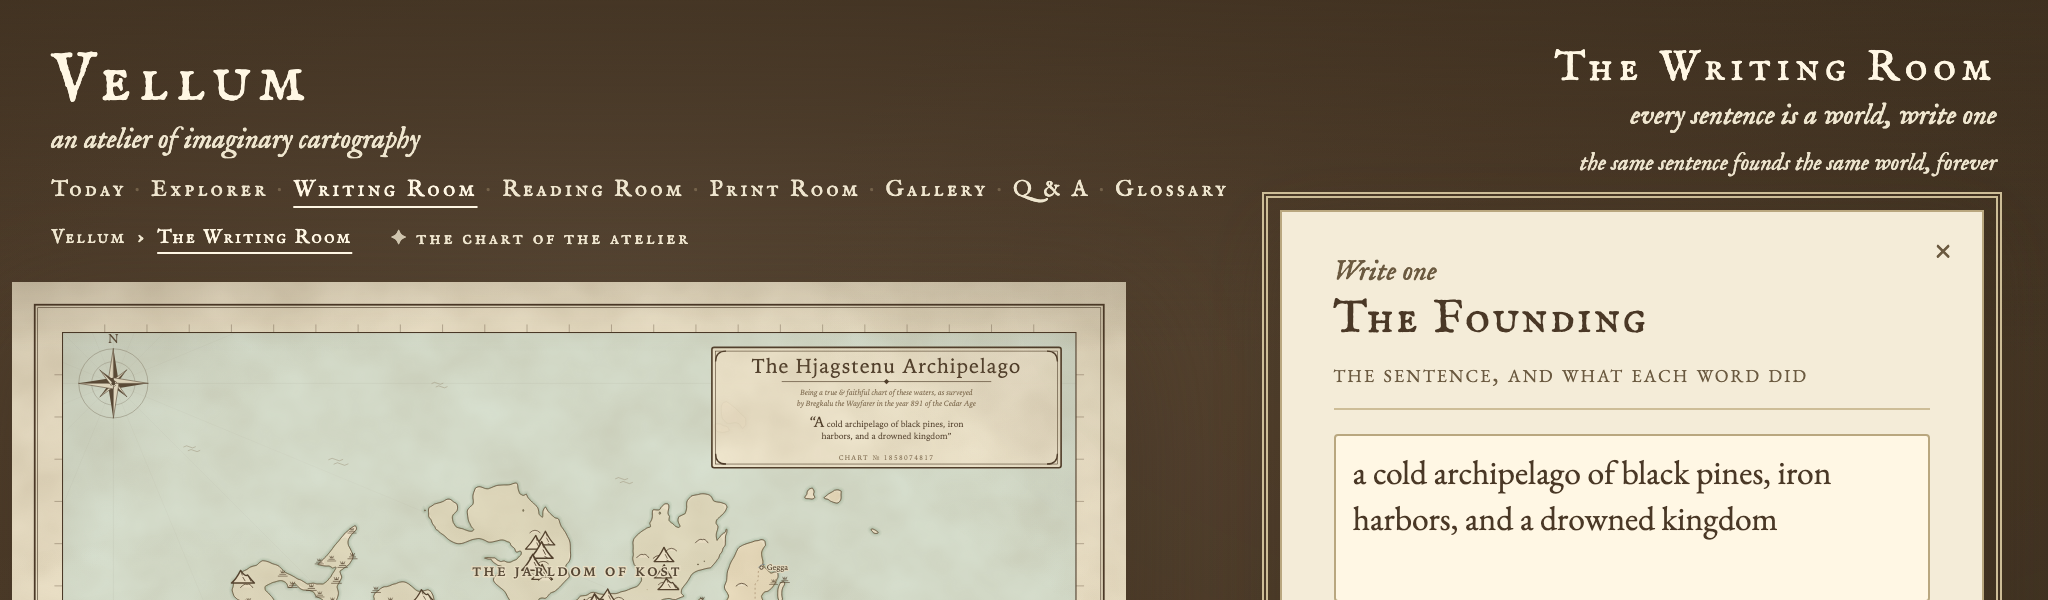 Vellum
an atelier of imaginary cartography
Today · Explorer · Writing Room · Reading Room · Print Room · Gallery · Q & A · Glossary
Vellum › The Writing Room ✦ the chart of the atelier
The Writing Room
every sentence is a world, write one
the same sentence founds the same world, forever
N
The Hjagstenu Archipelago
Being a true & faithful chart of these waters, as surveyed
by Bregkalu the Wayfarer in the year 891 of the Cedar Age
“A cold archipelago of black pines, iron
harbors, and a drowned kingdom”
CHART № 1858074817
THE JARLDOM OF KOST
Gegga
×
Write one
The Founding
the sentence, and what each word did
a cold archipelago of black pines, iron
harbors, and a drowned kingdom